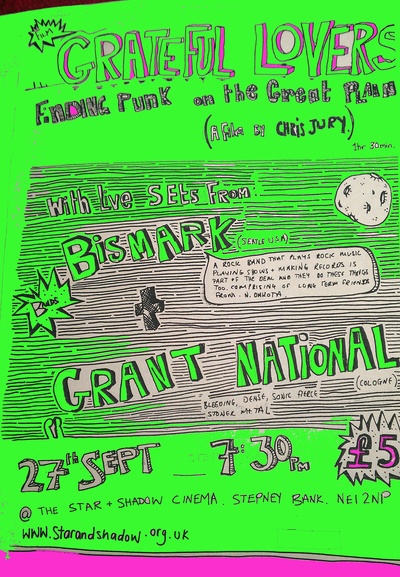 FILM
GRATEFUL LOVERS
ENDING PUNK on the Great PLAIN
(A FILM BY CHRIS JURY.)
1hr 30min.
With Live SETS From
BISMARK (SEATLE USA)
A ROCK BAND THAT PLAYS ROCK MUSIC
PLAYING SHOWS + MAKING RECORDS IS
PART OF THE DEAL AND THEY DO THESE THINGS
TOO. COMPRISING OF LONG TERM FRIENDS
FROM N. DAKOTA.
BANDS
+
GRANT NATIONAL
(COLOGNE)
BLEEDING, DENSE, SONIC FIERCE
STONER METAL
27th SEPT _ 7:30PM £5
@ THE STAR + SHADOW CINEMA. STEPNEY BANK. NE1 2NP
WWW.Starandshadow.org.uk